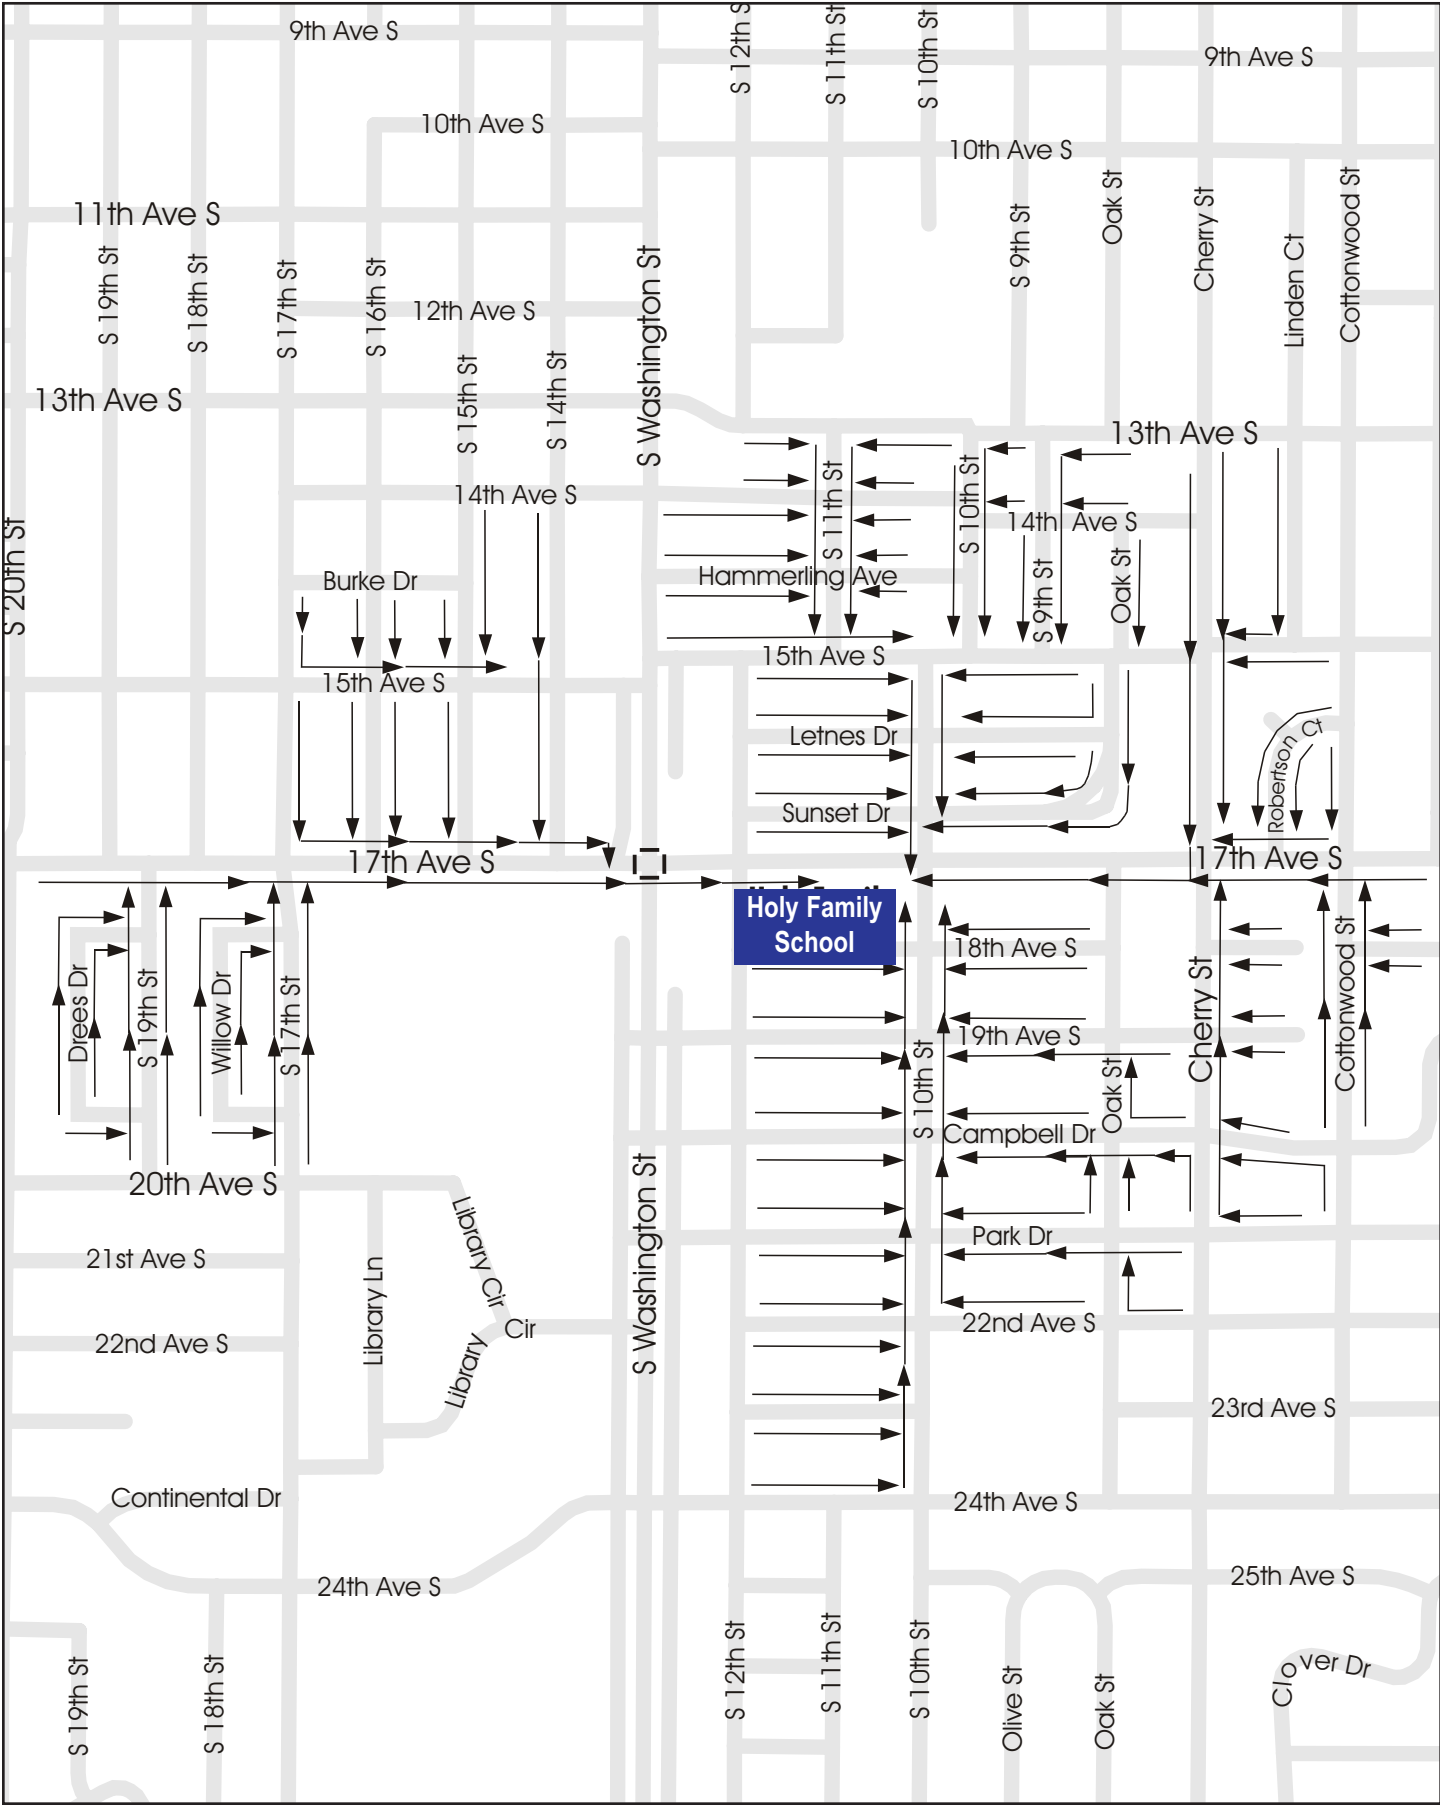 9th Ave S
S 12th S
S 11th St
S 10th St
9th Ave S
10th Ave S
10th Ave S
11th Ave S
Oak St
Cherry St
Cottonwood St
S 9th St
Linden Ct
S 19th St
S 18th St
S 17th St
S 16th St
S Washington St
12th Ave S
S 15th St
S 14th St
13th Ave S
13th Ave S
14th Ave S
S 11th St
S 10th St
14th Ave S
S 20th St
Burke Dr
Hammerling Ave
S 9th St
Oak St
15th Ave S
15th Ave S
Letnes Dr
Robertson Ct
Sunset Dr
17th Ave S
17th Ave S
Holy Family
School
18th Ave S
Drees Dr
S 19th St
Willow Dr
S 17th St
Cherry St
Cottonwood St
19th Ave S
S 10th St
Oak St
Campbell Dr
20th Ave S
S Washington St
Library Cir
Park Dr
21st Ave S
Library Ln
22nd Ave S
Cir
Library
22nd Ave S
23rd Ave S
Continental Dr
24th Ave S
24th Ave S
25th Ave S
S 19th St
S 18th St
S 12th St
S 11th St
S 10th St
Olive St
Oak St
Clover Dr